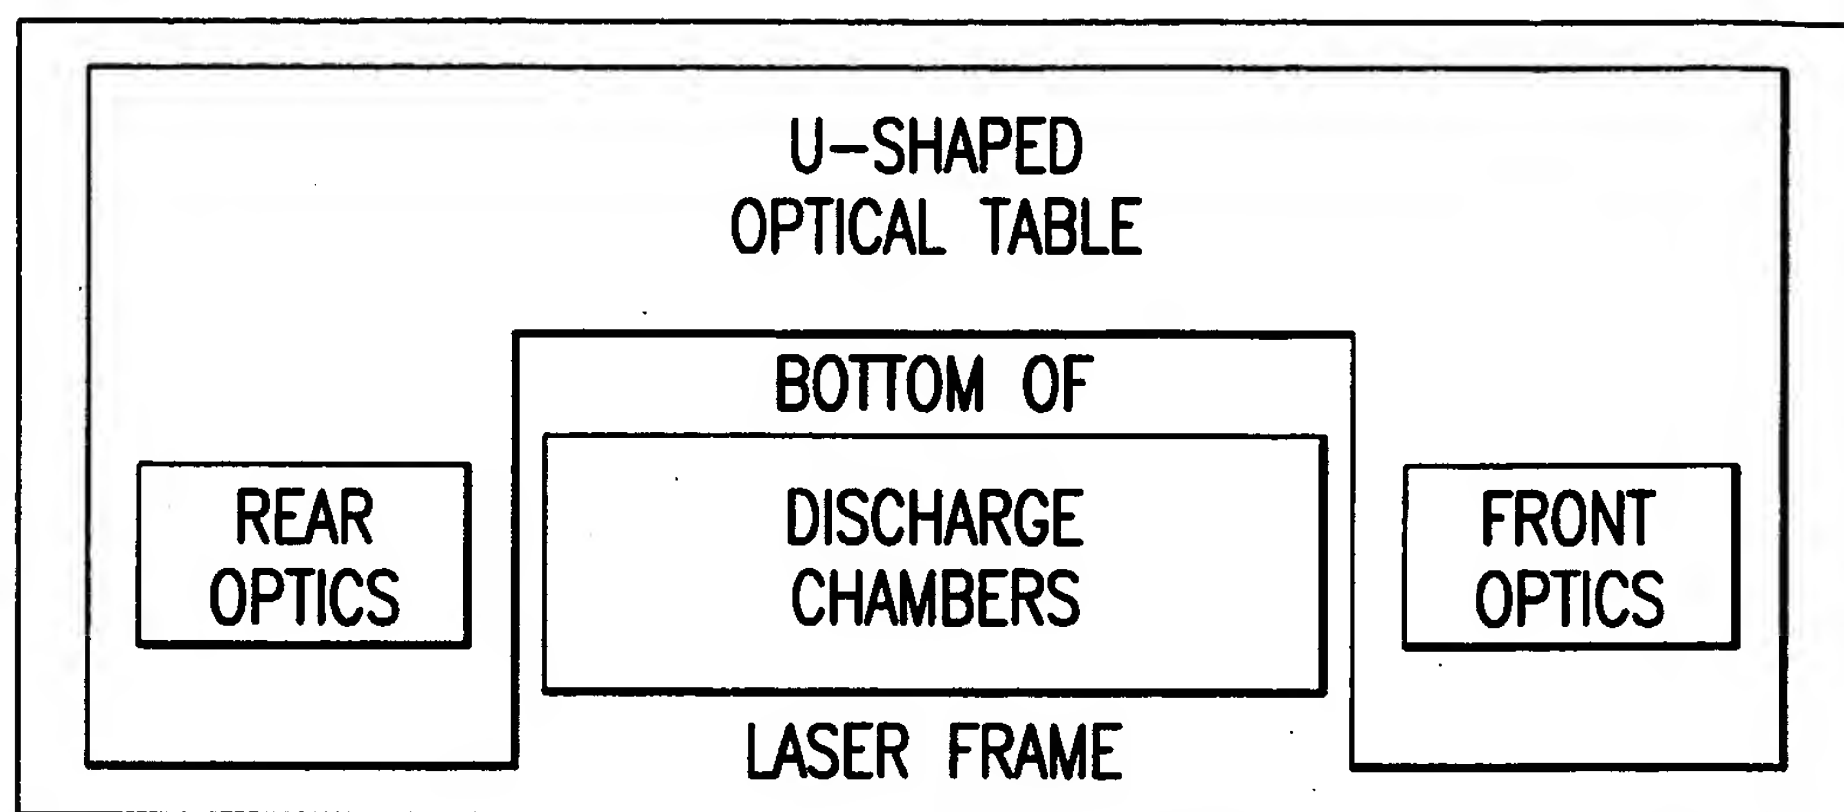 U-SHAPED
OPTICAL TABLE
BOTTOM OF
REAR
OPTICS
DISCHARGE
CHAMBERS
FRONT
OPTICS
LASER FRAME